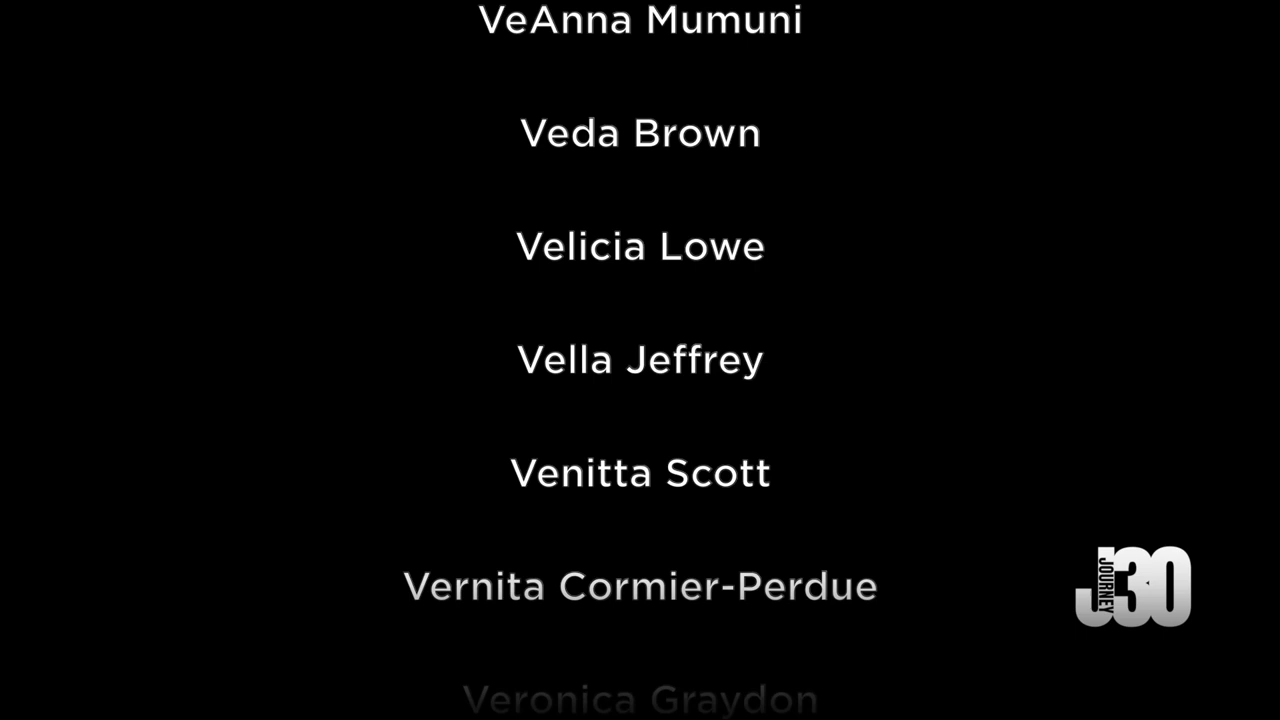 VeAnna Mumuni
Veda Brown
Velicia Lowe
Vella Jeffrey
Venitta Scott
Vernita Cormier-Perdue
J30
JOURNEY
Veronica Graydon